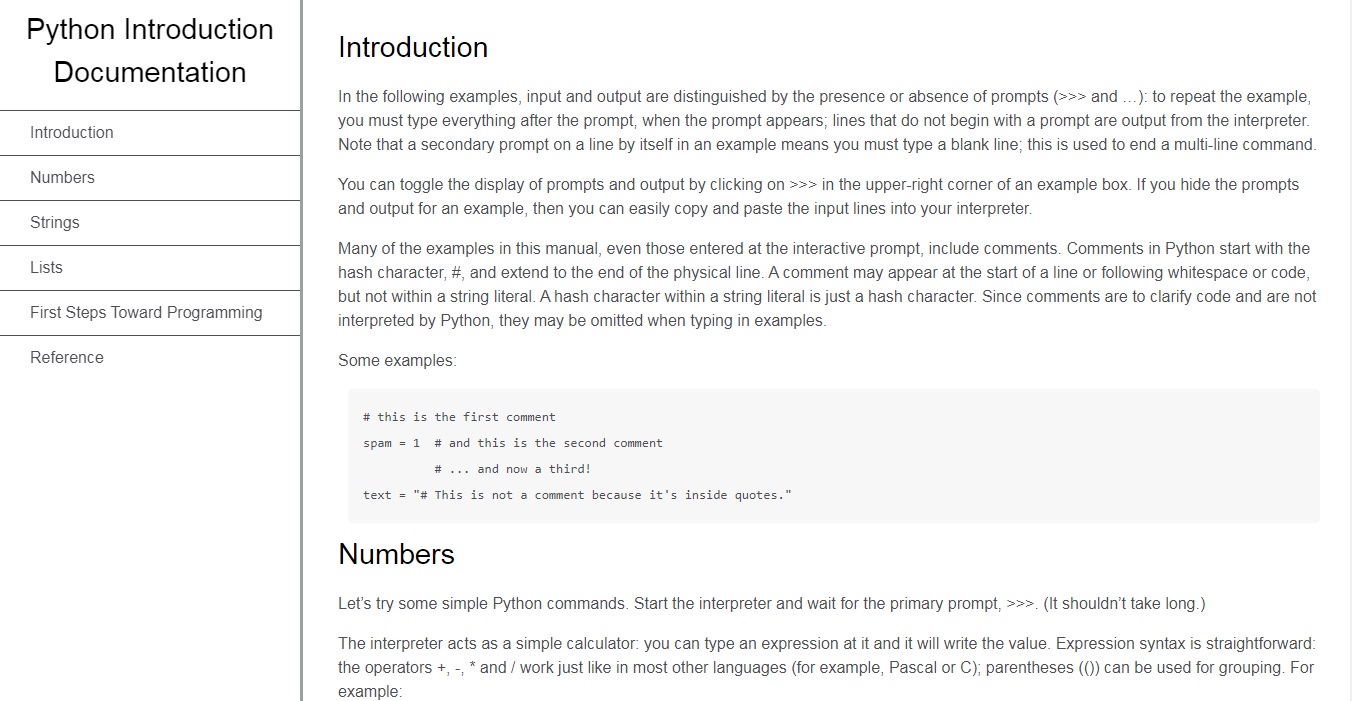 Python Introduction
Documentation
Introduction
Numbers
Strings
Lists
First Steps Toward Programming
Reference
Introduction
In the following examples, input and output are distinguished by the presence or absence of prompts (>>> and …): to repeat the example,
you must type everything after the prompt, when the prompt appears; lines that do not begin with a prompt are output from the interpreter.
Note that a secondary prompt on a line by itself in an example means you must type a blank line; this is used to end a multi-line command.
You can toggle the display of prompts and output by clicking on >>> in the upper-right corner of an example box. If you hide the prompts
and output for an example, then you can easily copy and paste the input lines into your interpreter.
Many of the examples in this manual, even those entered at the interactive prompt, include comments. Comments in Python start with the
hash character, #, and extend to the end of the physical line. A comment may appear at the start of a line or following whitespace or code,
but not within a string literal. A hash character within a string literal is just a hash character. Since comments are to clarify code and are not
interpreted by Python, they may be omitted when typing in examples.
Some examples:
# this is the first comment
spam = 1  # and this is the second comment
          # ... and now a third!
text = "# This is not a comment because it's inside quotes."
Numbers
Let’s try some simple Python commands. Start the interpreter and wait for the primary prompt, >>>. (It shouldn’t take long.)
The interpreter acts as a simple calculator: you can type an expression at it and it will write the value. Expression syntax is straightforward:
the operators +, -, * and / work just like in most other languages (for example, Pascal or C); parentheses (()) can be used for grouping. For
example: